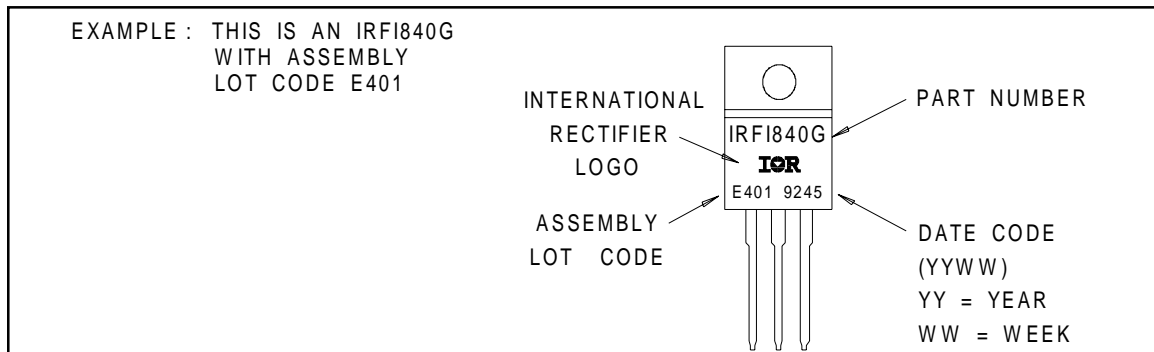 EXAMPLE : THIS IS AN IRFI840G
WITH ASSEMBLY
LOT CODE E401
INTERNATIONAL
RECTIFIER
LOGO
PART NUMBER
IRFI840G
IOR
E401 9245
ASSEMBLY
LOT CODE
DATE CODE
(YYWW)
YY = YEAR
WW = WEEK